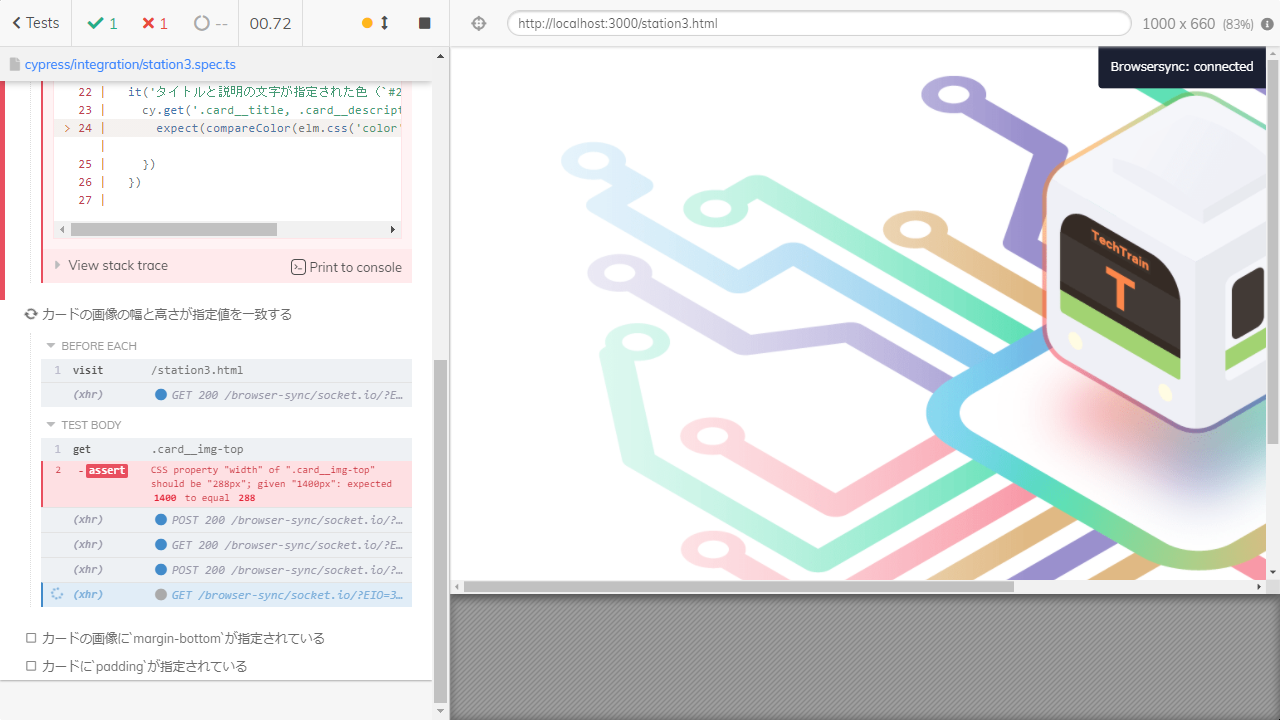 Tests
1
1
--
00.72
http://localhost:3000/station3.html
1000 x 660 (83%)
cypress/integration/station3.spec.ts
Browsersync: connected
22 | it('タイトルと説明の文字が指定された色 (`#2
23 | cy.get('.card__title, .card__descript
> 24 | expect(compareColor(elm.css('color'
|
25 | })
26 | })
27 |
View stack trace
Print to console
カードの画像の幅と高さが指定値を一致する
BEFORE EACH
1 visit /station3.html
(xhr) GET 200 /browser-sync/socket.io/?E…
TEST BODY
1 get .card__img-top
2 -assert CSS property "width" of ".card__img-top"
should be "288px"; given "1400px": expected
1400 to equal 288
(xhr) POST 200 /browser-sync/socket.io/?…
(xhr) GET 200 /browser-sync/socket.io/?E…
(xhr) POST 200 /browser-sync/socket.io/?…
(xhr) GET /browser-sync/socket.io/?EIO=3…
カードの画像に`margin-bottom`が指定されている
カードに`padding`が指定されている
TechTrain
T